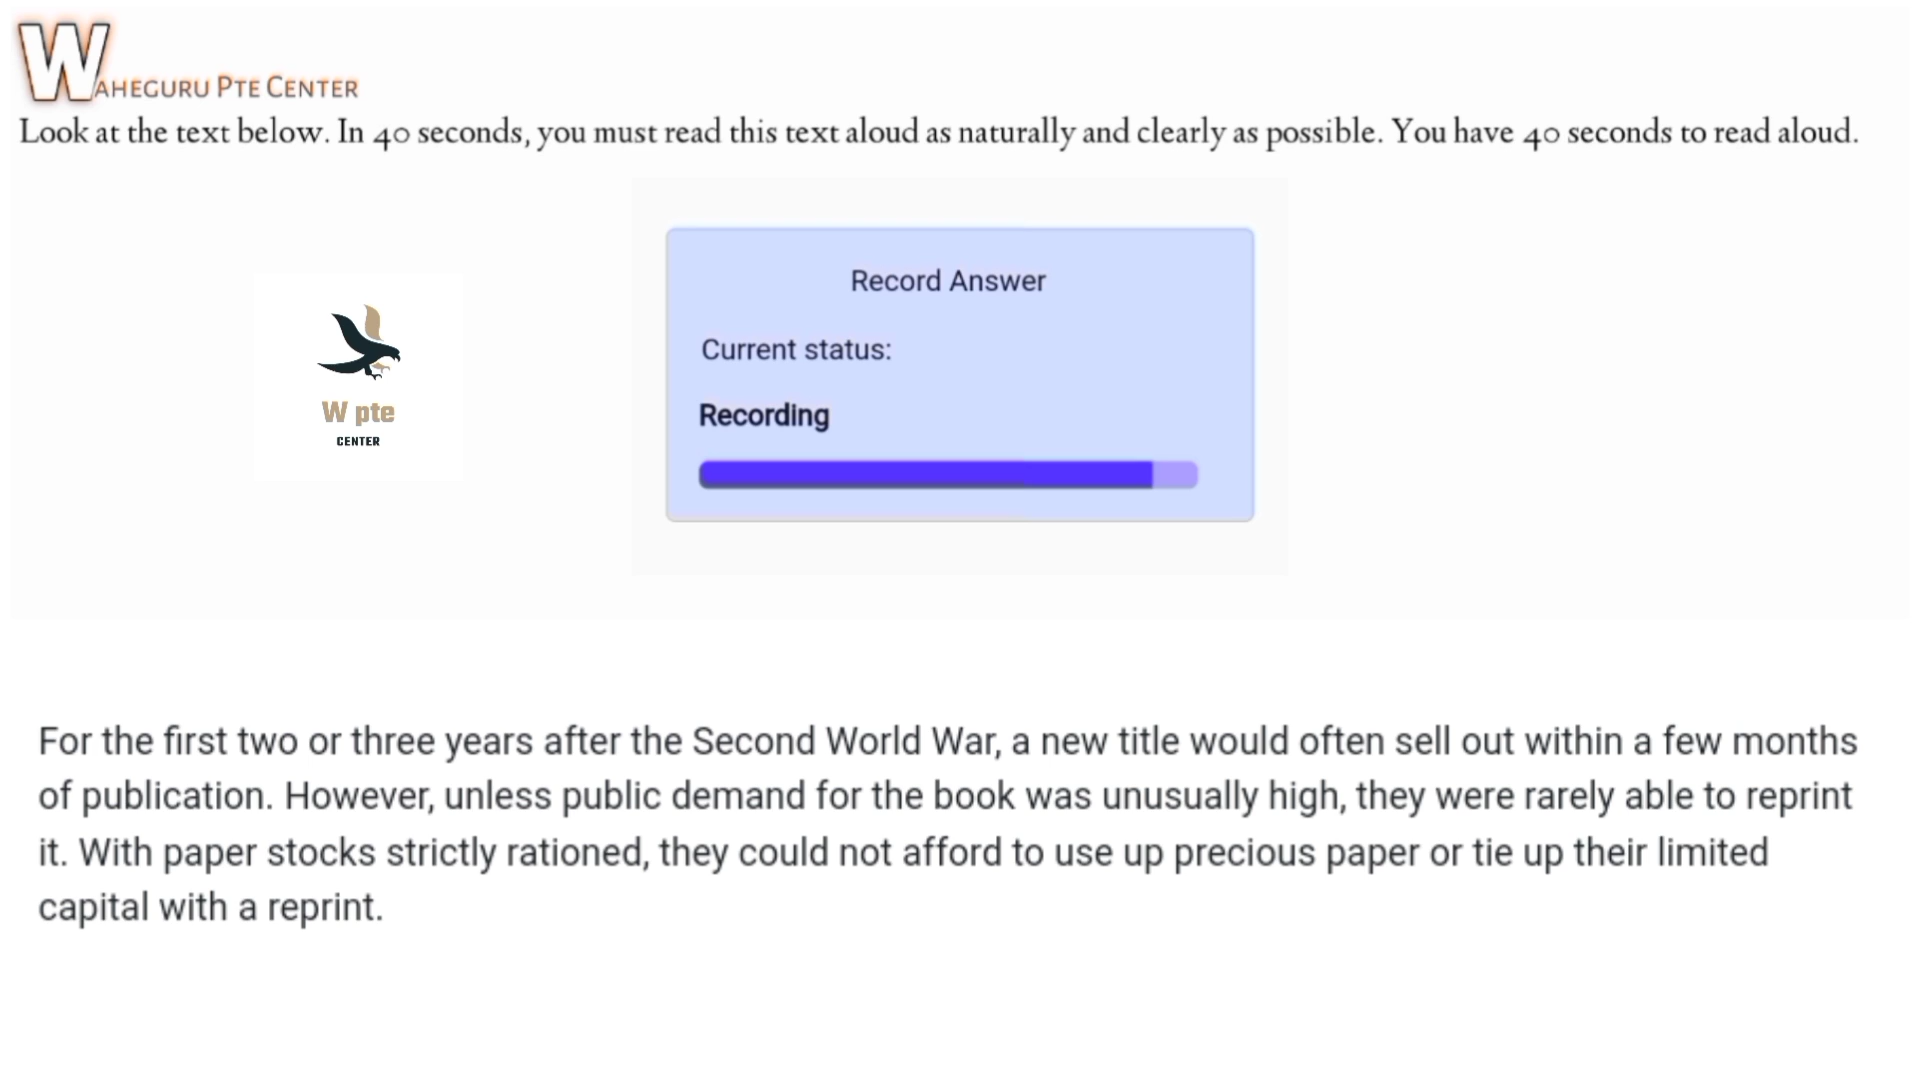 WAHEGURU PTE CENTER
Look at the text below. In 40 seconds, you must read this text aloud as naturally and clearly as possible. You have 40 seconds to read aloud.
Record Answer
Current status:
Recording
W pte
CENTER
For the first two or three years after the Second World War, a new title would often sell out within a few months
of publication. However, unless public demand for the book was unusually high, they were rarely able to reprint
it. With paper stocks strictly rationed, they could not afford to use up precious paper or tie up their limited
capital with a reprint.